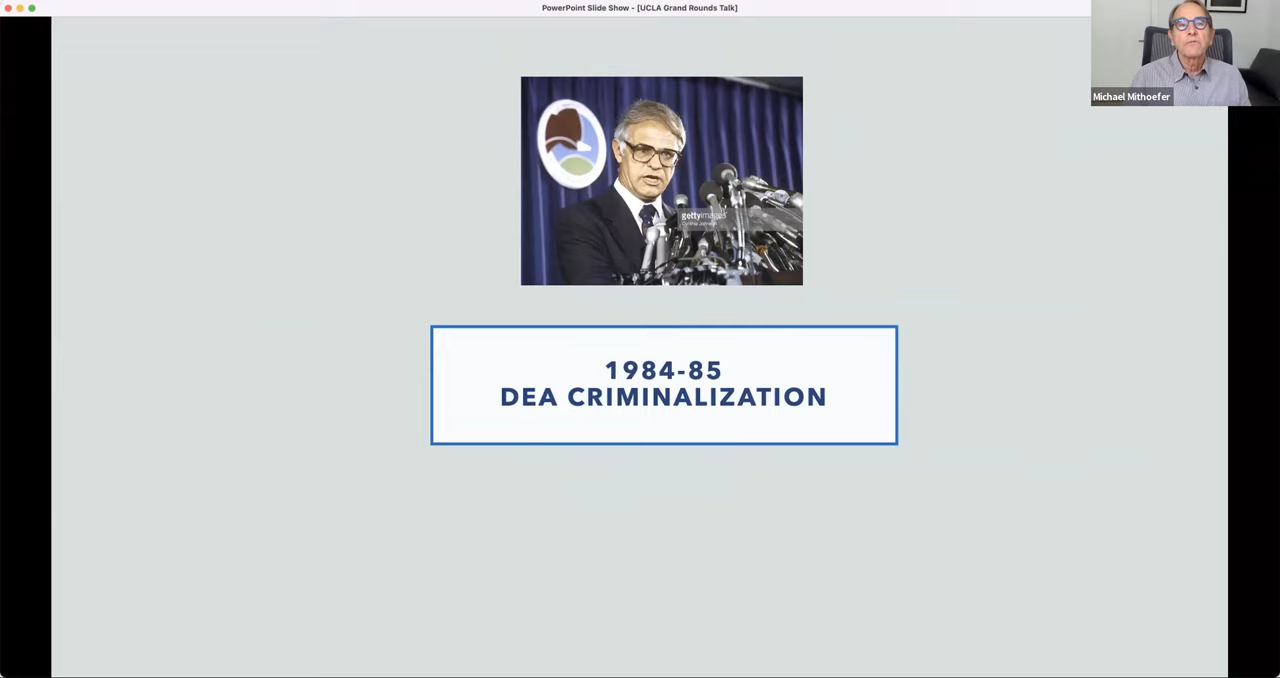 PowerPoint Slide Show - [UCLA Grand Rounds Talk]
Michael Mithoefer
gettyimages
1984-85
DEA CRIMINALIZATION